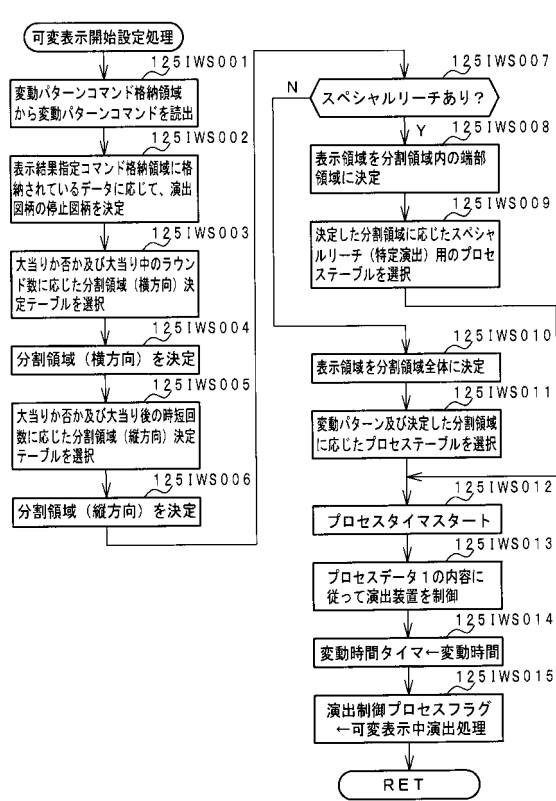 可変表示開始設定処理
125IWS001
変動パターンコマンド格納領域
から変動パターンコマンドを読出
125IWS002
表示結果指定コマンド格納領域に格
納されているデータに応じて、演出
図柄の停止図柄を決定
125IWS003
大当りか否か及び大当り中のラウン
ド数に応じた分割領域（横方向）決
定テーブルを選択
125IWS004
分割領域（横方向）を決定
125IWS005
大当りか否か及び大当り後の時短回
数に応じた分割領域（縦方向）決定
テーブルを選択
125IWS006
分割領域（縦方向）を決定
125IWS007
N
スペシャルリーチあり？
Y
125IWS008
表示領域を分割領域内の端部
領域に決定
125IWS009
決定した分割領域に応じたスペシャ
ルリーチ（特定演出）用のプロセ
ステーブルを選択
125IWS010
表示領域を分割領域全体に決定
125IWS011
変動パターン及び決定した分割領域
に応じたプロセステーブルを選択
125IWS012
プロセスタイマスタート
125IWS013
プロセスデータ１の内容に
従って演出装置を制御
125IWS014
変動時間タイマ←変動時間
125IWS015
演出制御プロセスフラグ
←可変表示中演出処理
RET